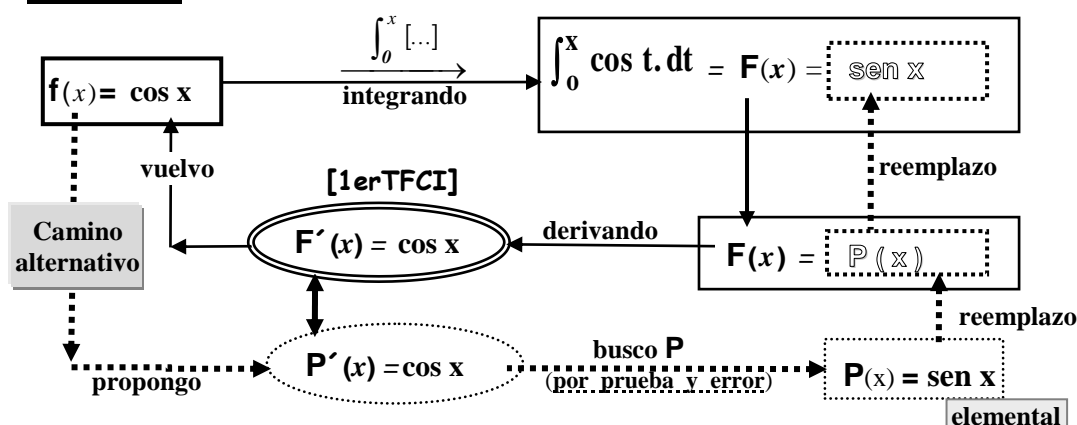 ∫₀ˣ [...]
integrando
f(x)= cos x
∫₀ˣ cos t.dt = F(x) = sen x
vuelvo
reemplazo
[1erTFCI]
Camino
alternativo
F´(x) = cos x
derivando
F(x) = P(x)
reemplazo
propongo
P´(x) =cos x
busco P
(por prueba y error)
P(x) = sen x
elemental